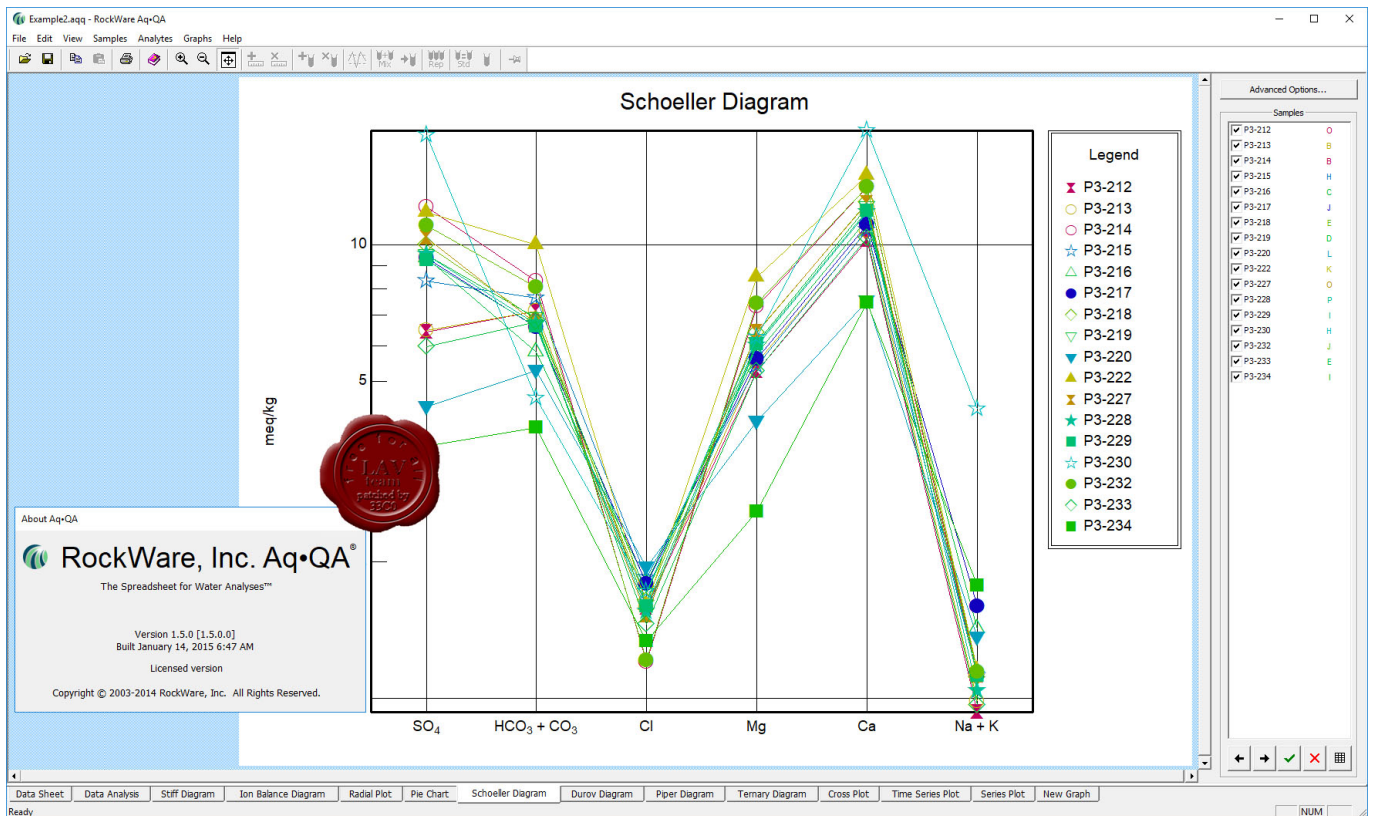 Example2.aqq - RockWare Aq•QA
File Edit View Samples Analytes Graphs Help
Mix
Rep
Std
Schoeller Diagram
10
5
meq/kg
SO₄
HCO₃ + CO₃
Cl
Mg
Ca
Na + K
Legend
P3-212
P3-213
P3-214
P3-215
P3-216
P3-217
P3-218
P3-219
P3-220
P3-222
P3-227
P3-228
P3-229
P3-230
P3-232
P3-233
P3-234
LAV
team
patched by
33C1
About Aq•QA
RockWare, Inc. Aq•QA®
The Spreadsheet for Water Analyses™
Version 1.5.0 [1.5.0.0]
Built January 14, 2015 6:47 AM
Licensed version
Copyright © 2003-2014 RockWare, Inc. All Rights Reserved.
Advanced Options...
Samples
P3-212 O
P3-213 B
P3-214 B
P3-215 H
P3-216 C
P3-217 J
P3-218 E
P3-219 D
P3-220 L
P3-222 K
P3-227 O
P3-228 P
P3-229 I
P3-230 H
P3-232 J
P3-233 E
P3-234 I
Data Sheet Data Analysis Stiff Diagram Ion Balance Diagram Radial Plot Pie Chart Schoeller Diagram Durov Diagram Piper Diagram Ternary Diagram Cross Plot Time Series Plot Series Plot New Graph
Ready
NUM